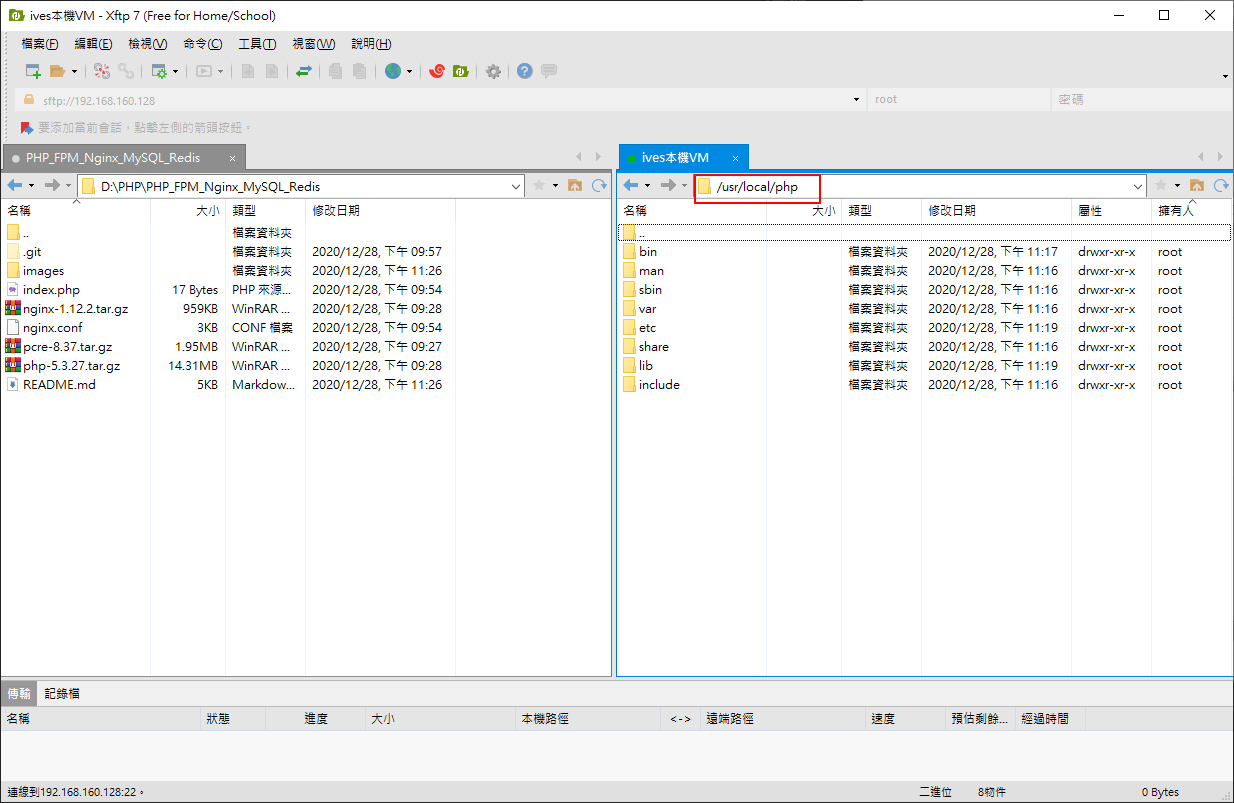 ives本機VM - Xftp 7 (Free for Home/School)
檔案(F) 編輯(E) 檢視(V) 命令(C) 工具(T) 視窗(W) 說明(H)
sftp://192.168.160.128 root 密碼
要添加當前會話，點擊左側的箭頭按鈕。
PHP_FPM_Nginx_MySQL_Redis ×
D:\PHP\PHP_FPM_Nginx_MySQL_Redis
名稱 大小 類型 修改日期
.. 檔案資料夾
.git 檔案資料夾 2020/12/28, 下午 09:57
images 檔案資料夾 2020/12/28, 下午 11:26
index.php 17 Bytes PHP 來源... 2020/12/28, 下午 09:54
nginx-1.12.2.tar.gz 959KB WinRAR ... 2020/12/28, 下午 09:28
nginx.conf 3KB CONF 檔案 2020/12/28, 下午 09:54
pcre-8.37.tar.gz 1.95MB WinRAR ... 2020/12/28, 下午 09:27
php-5.3.27.tar.gz 14.31MB WinRAR ... 2020/12/28, 下午 09:28
README.md 5KB Markdow... 2020/12/28, 下午 11:26
ives本機VM ×
/usr/local/php
名稱 大小 類型 修改日期 屬性 擁有人
..
bin 檔案資料夾 2020/12/28, 下午 11:17 drwxr-xr-x root
man 檔案資料夾 2020/12/28, 下午 11:16 drwxr-xr-x root
sbin 檔案資料夾 2020/12/28, 下午 11:16 drwxr-xr-x root
var 檔案資料夾 2020/12/28, 下午 11:16 drwxr-xr-x root
etc 檔案資料夾 2020/12/28, 下午 11:19 drwxr-xr-x root
share 檔案資料夾 2020/12/28, 下午 11:16 drwxr-xr-x root
lib 檔案資料夾 2020/12/28, 下午 11:19 drwxr-xr-x root
include 檔案資料夾 2020/12/28, 下午 11:16 drwxr-xr-x root
傳輸 記錄檔
名稱 狀態 進度 大小 本機路徑 <-> 遠端路徑 速度 預估剩餘... 經過時間
連線到192.168.160.128:22。 二進位 8物件 0 Bytes